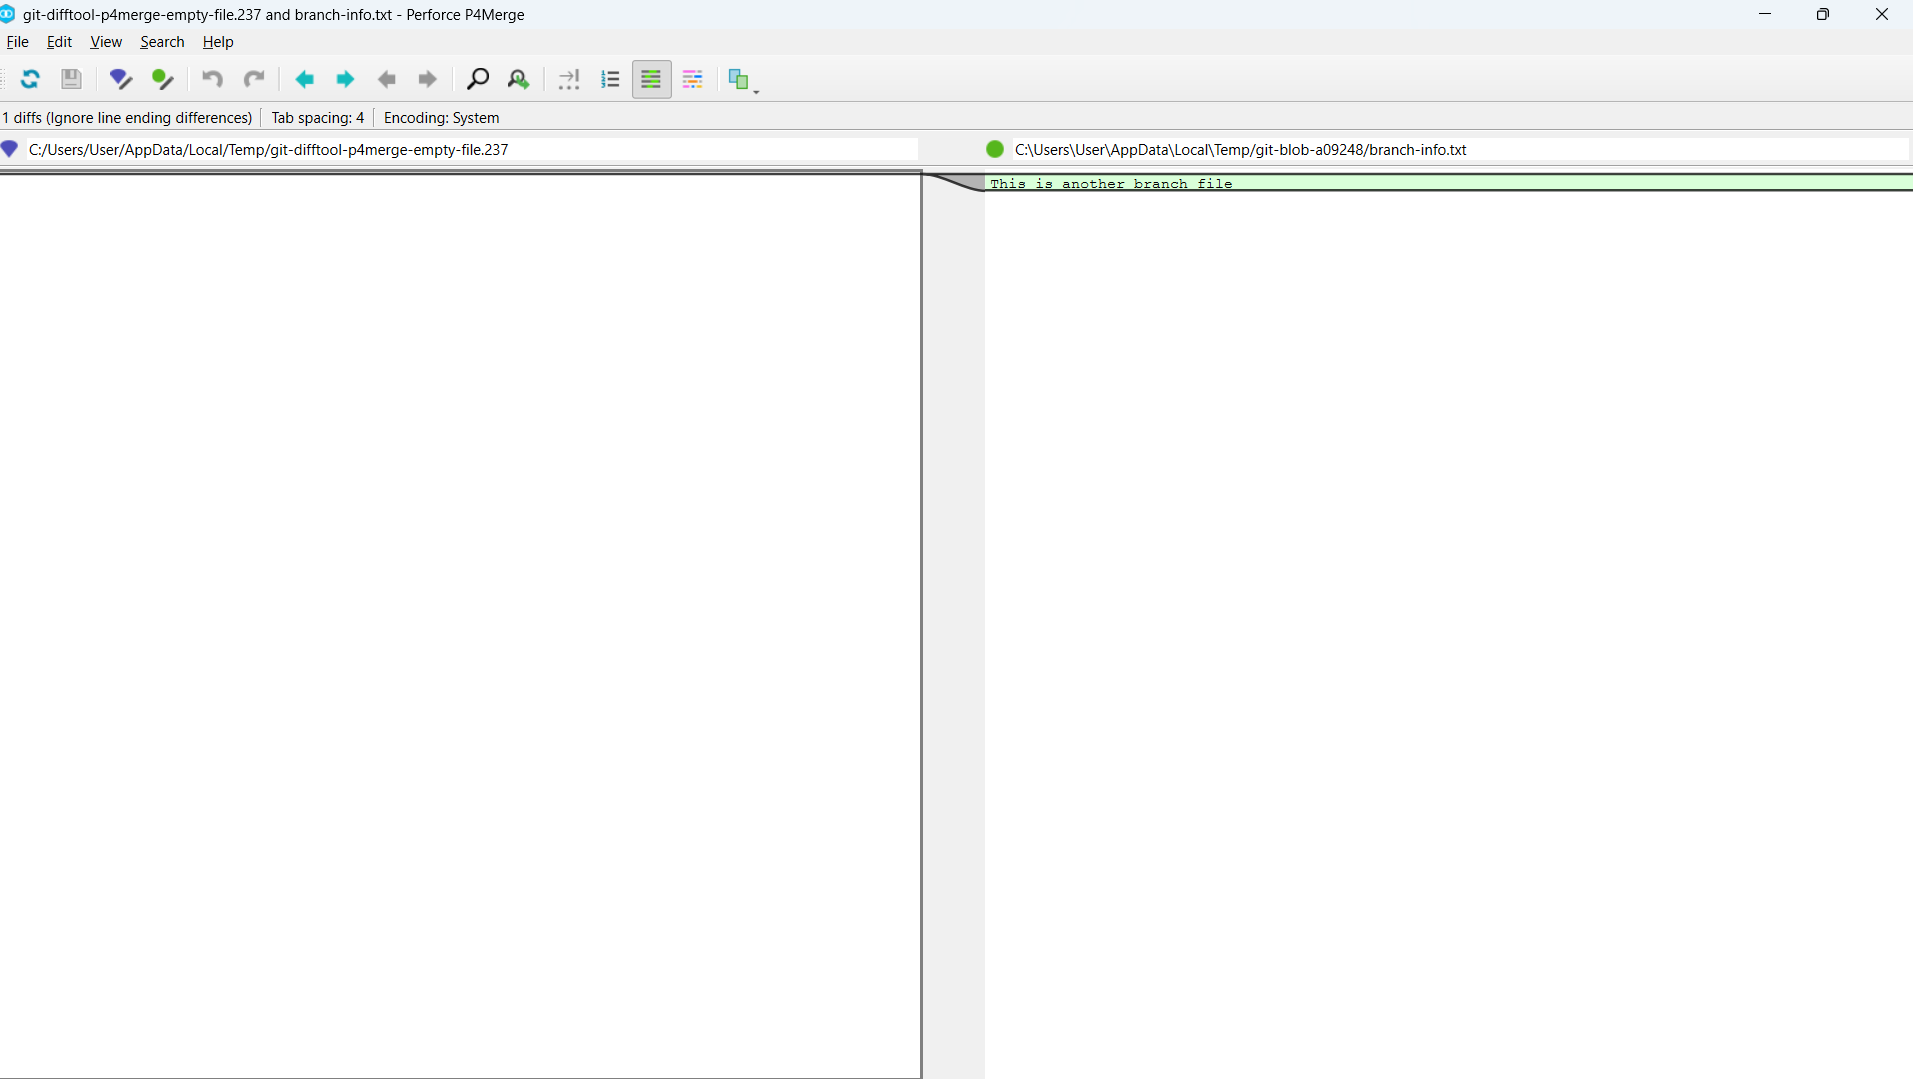 git-difftool-p4merge-empty-file.237 and branch-info.txt - Perforce P4Merge
File Edit View Search Help
1 diffs (Ignore line ending differences) Tab spacing: 4 Encoding: System
C:/Users/User/AppData/Local/Temp/git-difftool-p4merge-empty-file.237
C:\Users\User\AppData\Local\Temp/git-blob-a09248/branch-info.txt
This is another branch file